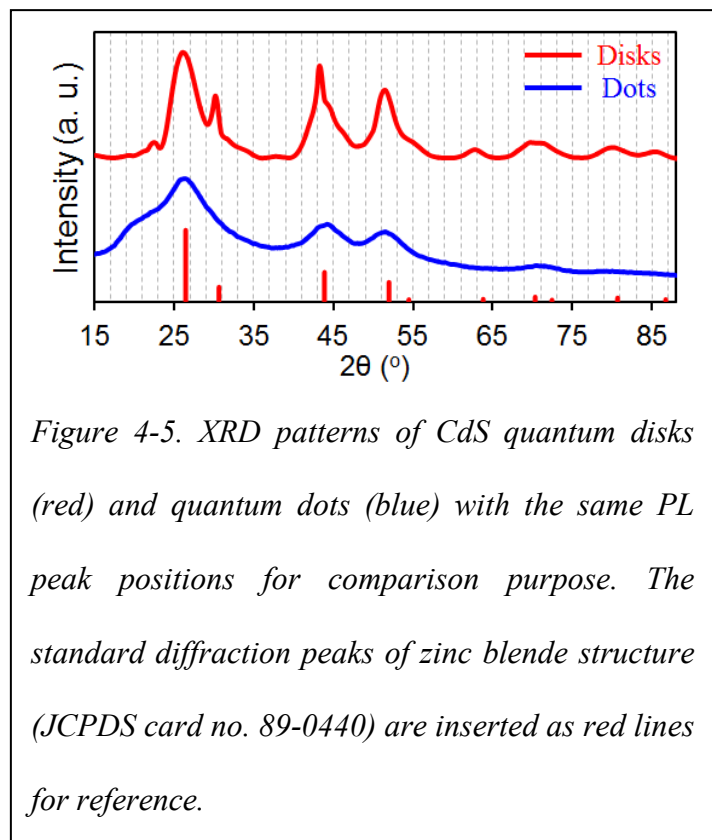 Disks
Dots
Intensity (a. u.)
15 25 35 45 55 65 75 85
2θ (º)
Figure 4-5. XRD patterns of CdS quantum disks
(red) and quantum dots (blue) with the same PL
peak positions for comparison purpose. The
standard diffraction peaks of zinc blende structure
(JCPDS card no. 89-0440) are inserted as red lines
for reference.